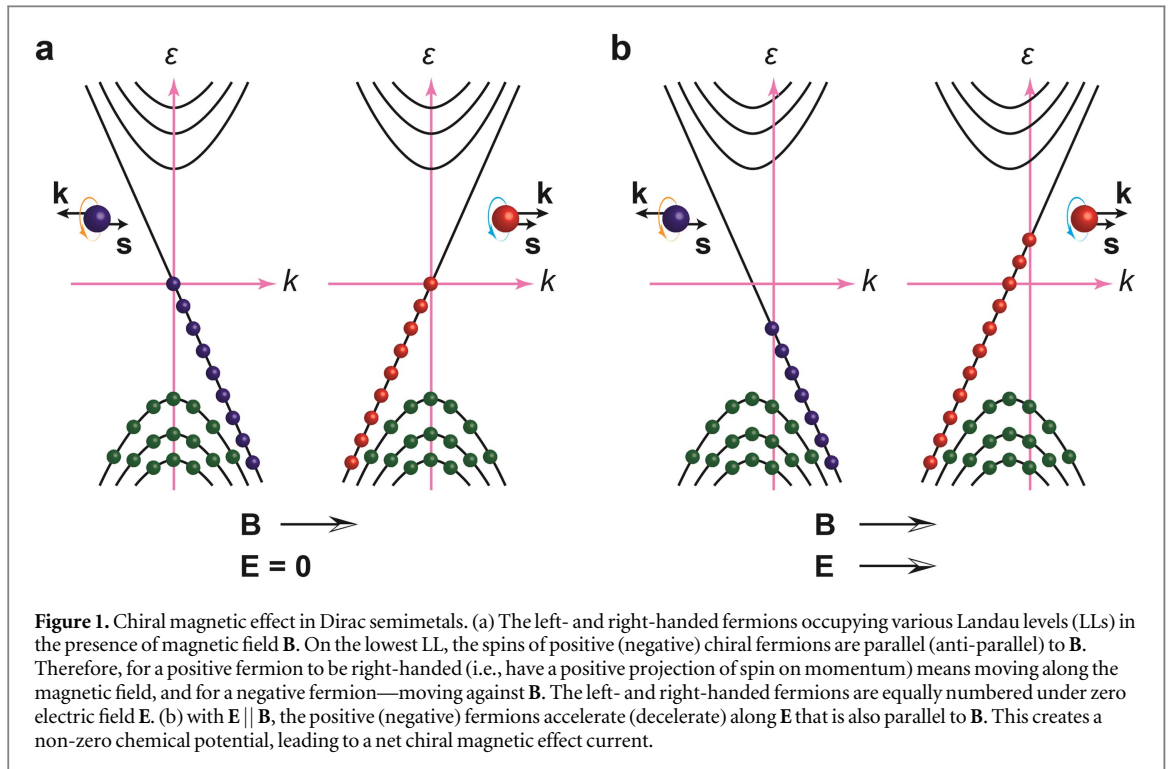 a
b
ε
ε
ε
ε
k
s
k
s
k
s
k
s
k
k
k
k
B
E = 0
B
E
Figure 1. Chiral magnetic effect in Dirac semimetals. (a) The left- and right-handed fermions occupying various Landau levels (LLs) in
the presence of magnetic field B. On the lowest LL, the spins of positive (negative) chiral fermions are parallel (anti-parallel) to B.
Therefore, for a positive fermion to be right-handed (i.e., have a positive projection of spin on momentum) means moving along the
magnetic field, and for a negative fermion—moving against B. The left- and right-handed fermions are equally numbered under zero
electric field E. (b) with E || B, the positive (negative) fermions accelerate (decelerate) along E that is also parallel to B. This creates a
non-zero chemical potential, leading to a net chiral magnetic effect current.